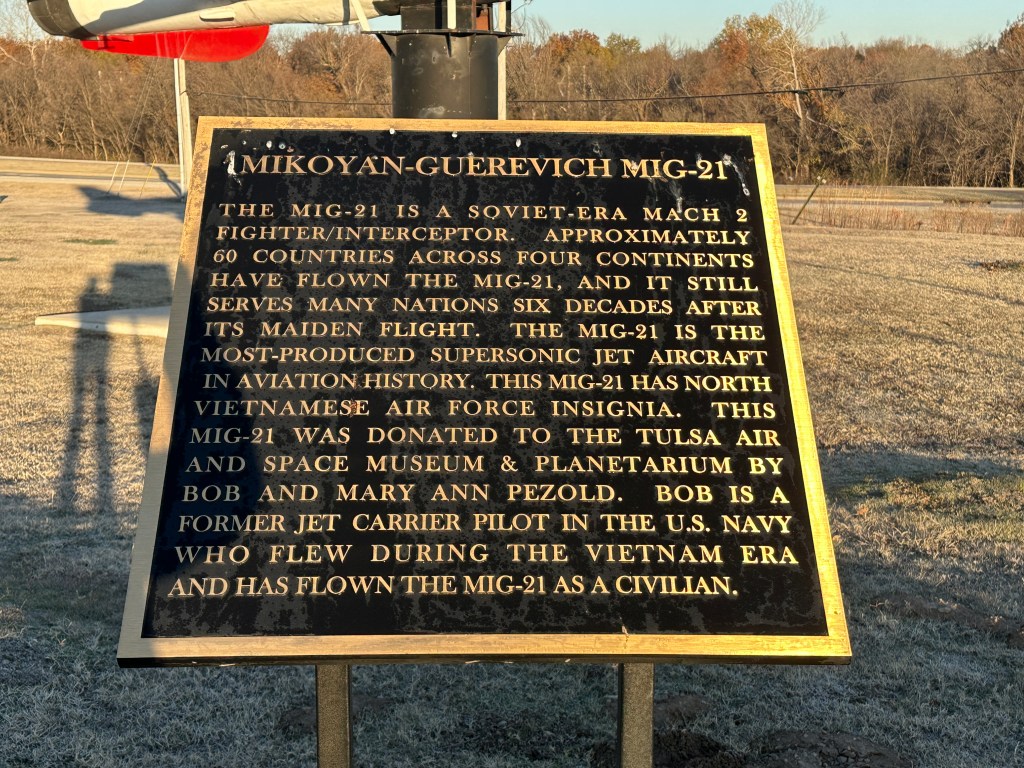 MIKOYAN-GUEREVICH MIG-21
THE MIG-21 IS A SOVIET-ERA MACH 2
FIGHTER/INTERCEPTOR. APPROXIMATELY
60 COUNTRIES ACROSS FOUR CONTINENTS
HAVE FLOWN THE MIG-21, AND IT STILL
SERVES MANY NATIONS SIX DECADES AFTER
ITS MAIDEN FLIGHT. THE MIG-21 IS THE
MOST-PRODUCED SUPERSONIC JET AIRCRAFT
IN AVIATION HISTORY. THIS MIG-21 HAS NORTH
VIETNAMESE AIR FORCE INSIGNIA. THIS
MIG-21 WAS DONATED TO THE TULSA AIR
AND SPACE MUSEUM & PLANETARIUM BY
BOB AND MARY ANN PEZOLD. BOB IS A
FORMER JET CARRIER PILOT IN THE U.S. NAVY
WHO FLEW DURING THE VIETNAM ERA
AND HAS FLOWN THE MIG-21 AS A CIVILIAN.